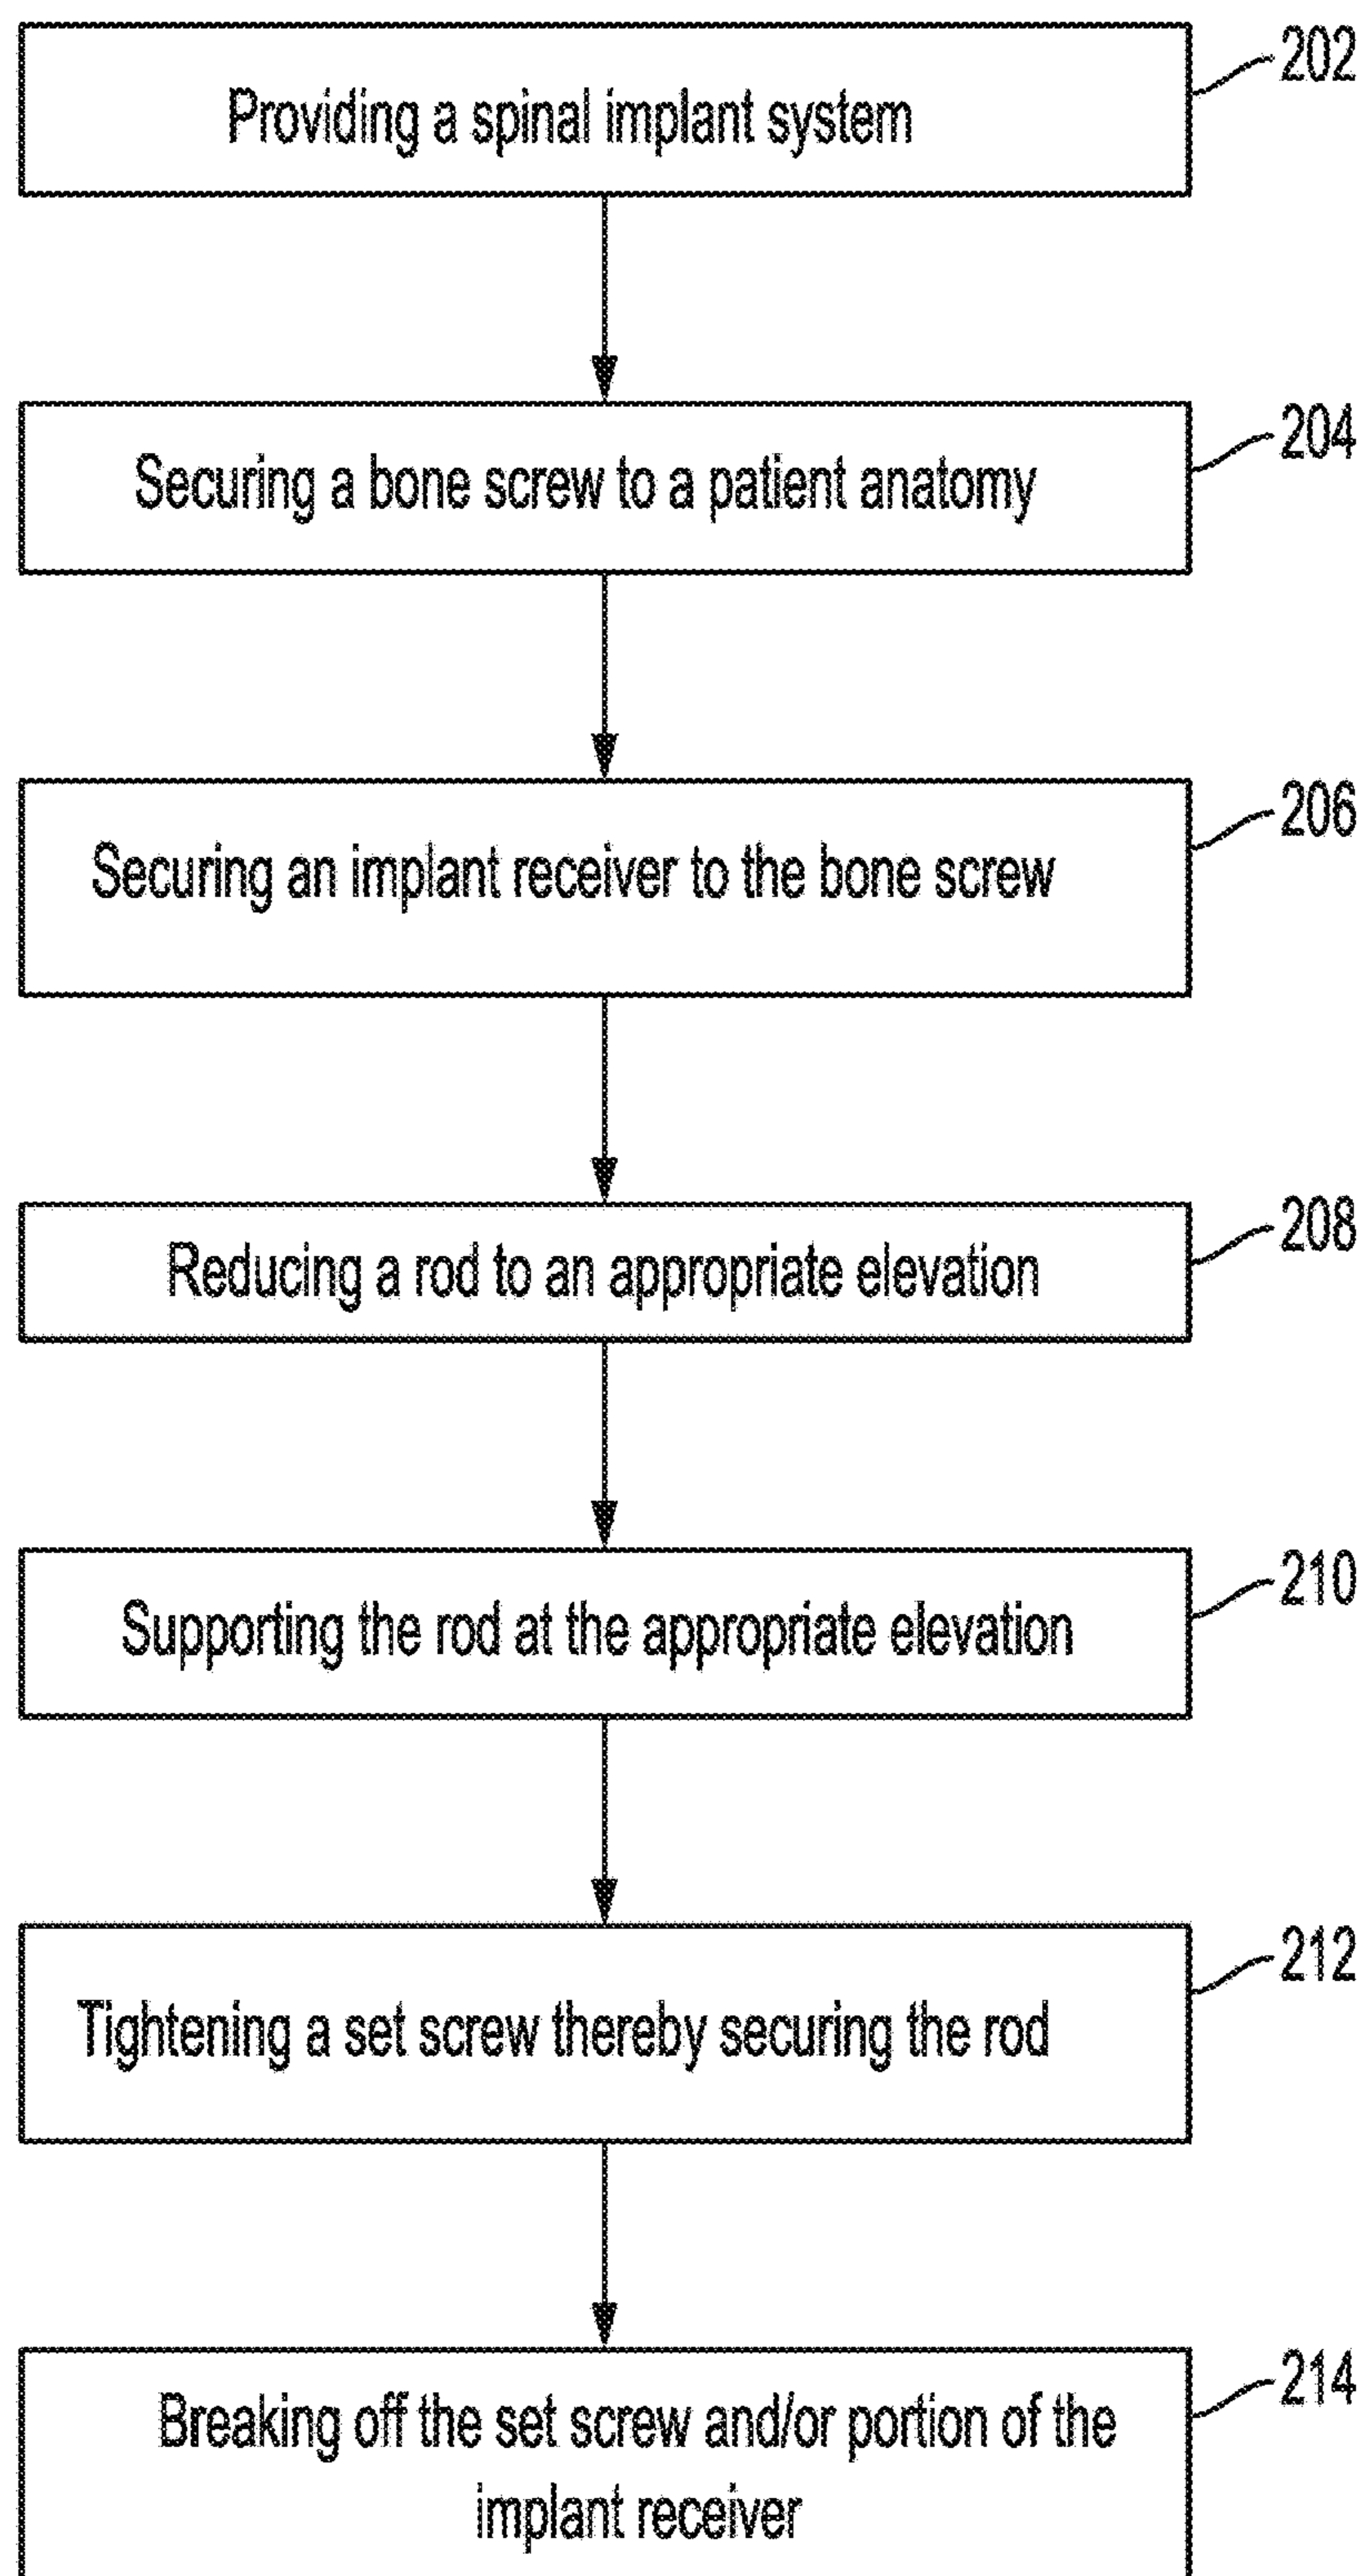 202
Providing a spinal implant system
204
Securing a bone screw to a patient anatomy
206
Securing an implant receiver to the bone screw
208
Reducing a rod to an appropriate elevation
210
Supporting the rod at the appropriate elevation
212
Tightening a set screw thereby securing the rod
214
Breaking off the set screw and/or portion of the
implant receiver